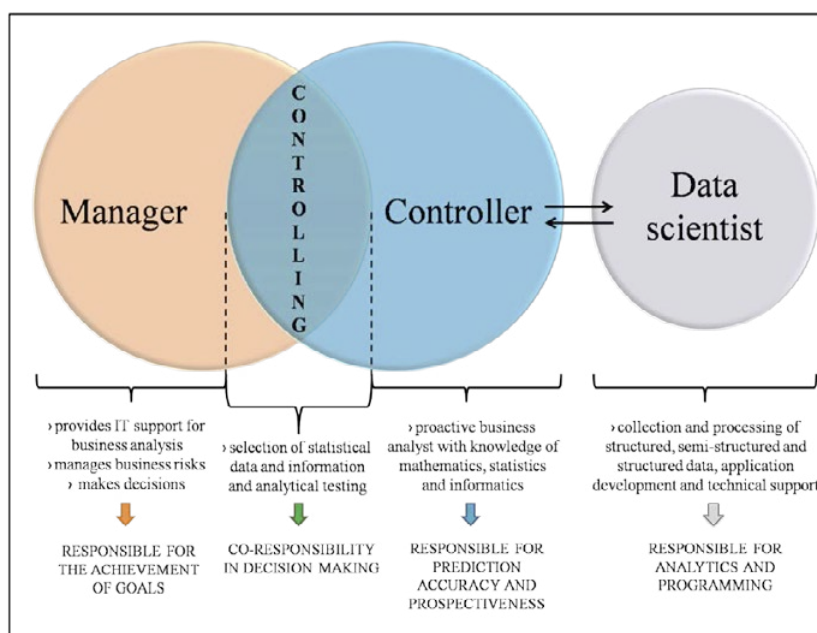 CONTROLLING
Manager
Controller
Data
scientist
› provides IT support for
business analysis
› manages business risks
› makes decisions
› selection of statistical
data and information
and analytical testing
› proactive business
analyst with knowledge of
mathematics, statistics
and informatics
› collection and processing of
structured, semi-structured and
structured data, application
development and technical support
RESPONSIBLE FOR
THE ACHIEVEMENT
OF GOALS
CO-RESPONSIBILITY
IN DECISION MAKING
RESPONSIBLE FOR
PREDICTION
ACCURACY AND
PROSPECTIVENESS
RESPONSIBLE FOR
ANALYTICS AND
PROGRAMMING